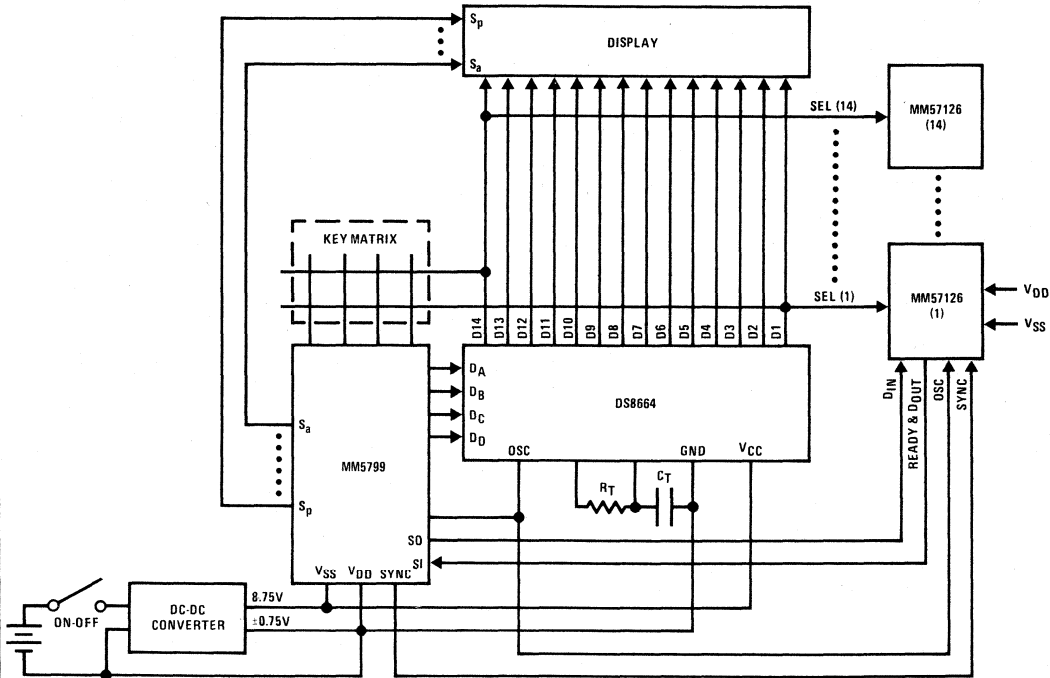 Sp
DISPLAY
Sa
SEL (14)
MM57126
(14)
KEY MATRIX
SEL (1)
MM57126
(1)
VDD
VSS
D14
D13
D12
D11
D10
D9
D8
D7
D6
D5
D4
D3
D2
D1
DIN
READY & DOUT
OSC
SYNC
DA
DB
DC
DD
DS8664
OSC
GND
VCC
Sa
MM5799
Sp
RT
CT
SO
SI
VSS VDD SYNC
ON-OFF
DC-DC
CONVERTER
8.75V
±0.75V